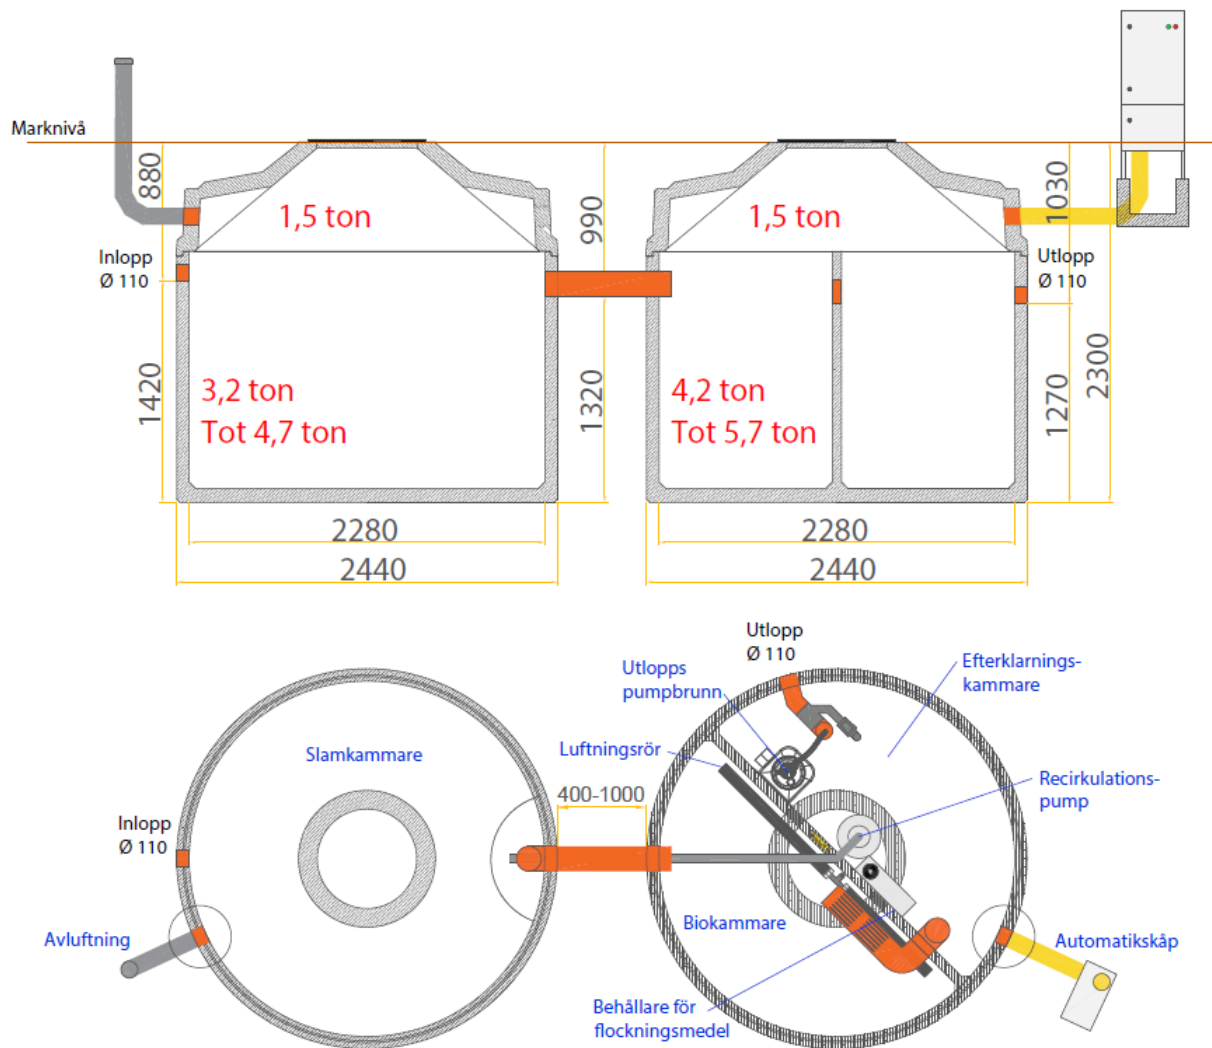 Marknivå
880
1,5 ton
990
1,5 ton
1030
Inlopp
Ø 110
Utlopp
Ø 110
1420
3,2 ton
Tot 4,7 ton
1320
4,2 ton
Tot 5,7 ton
1270
2300
2280
2440
2280
2440
Utlopp
Ø 110
Utlopps
pumpbrunn
Efterklarnings-
kammare
Luftningsrör
Slamkammare
400-1000
Recirkulations-
pump
Inlopp
Ø 110
Avluftning
Biokammare
Automatikskåp
Behållare för
flockningsmedel